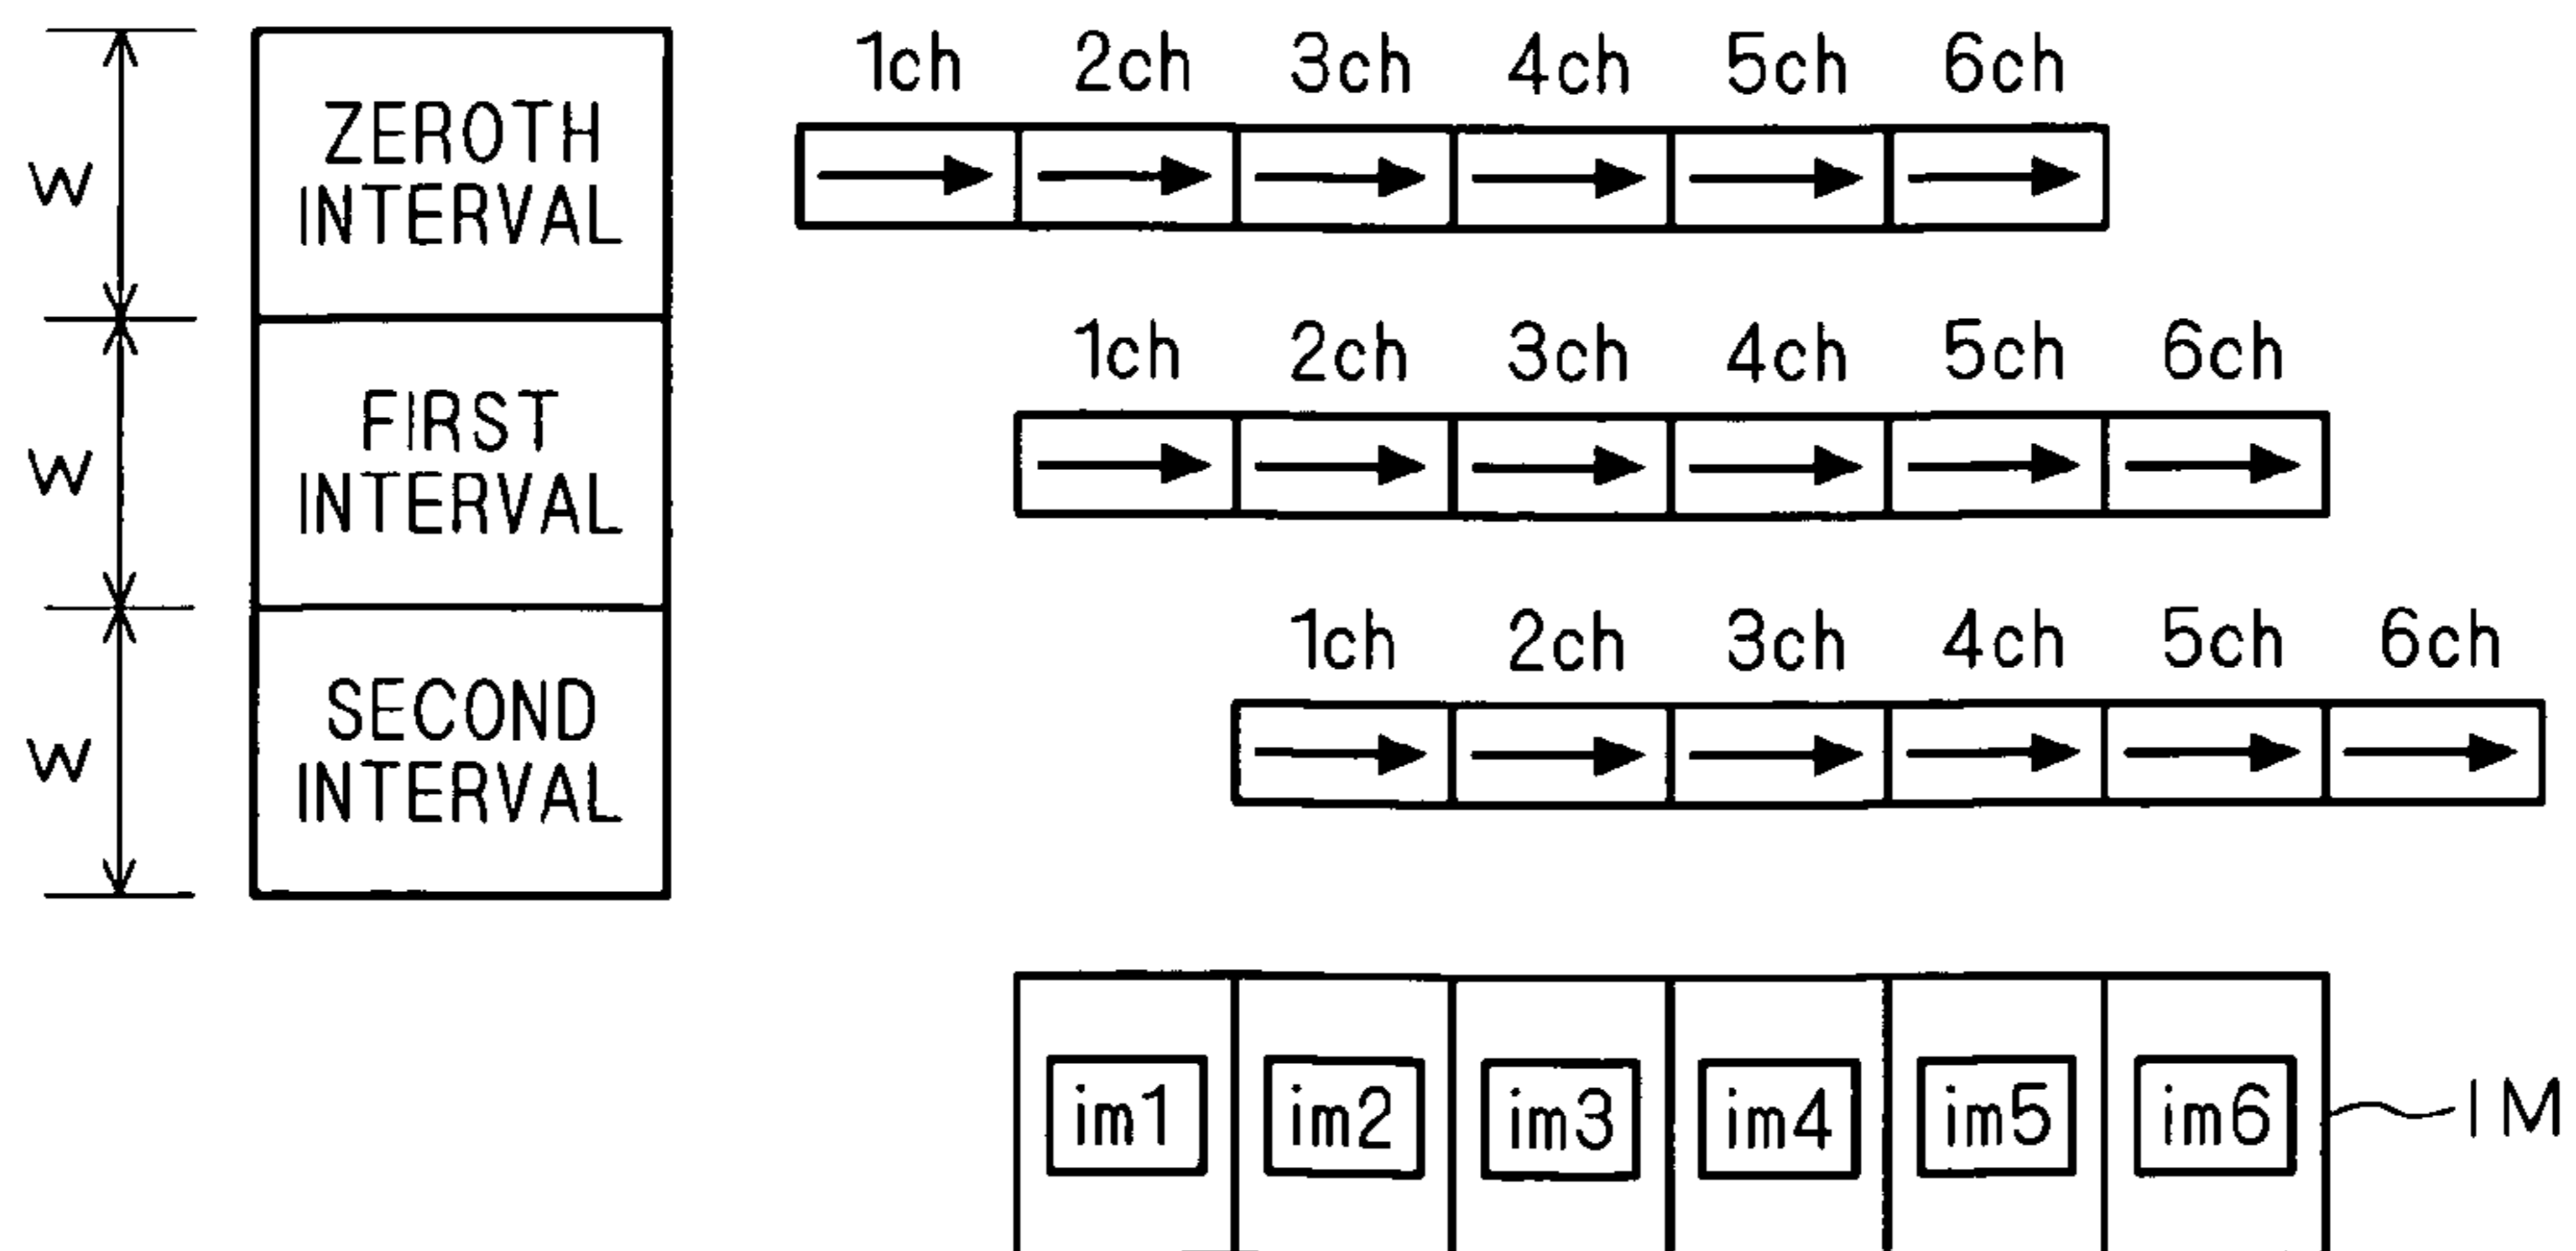 1ch 2ch 3ch 4ch 5ch 6ch
W
ZEROTH
INTERVAL
1ch 2ch 3ch 4ch 5ch 6ch
W
FIRST
INTERVAL
1ch 2ch 3ch 4ch 5ch 6ch
W
SECOND
INTERVAL
im1 im2 im3 im4 im5 im6 IM